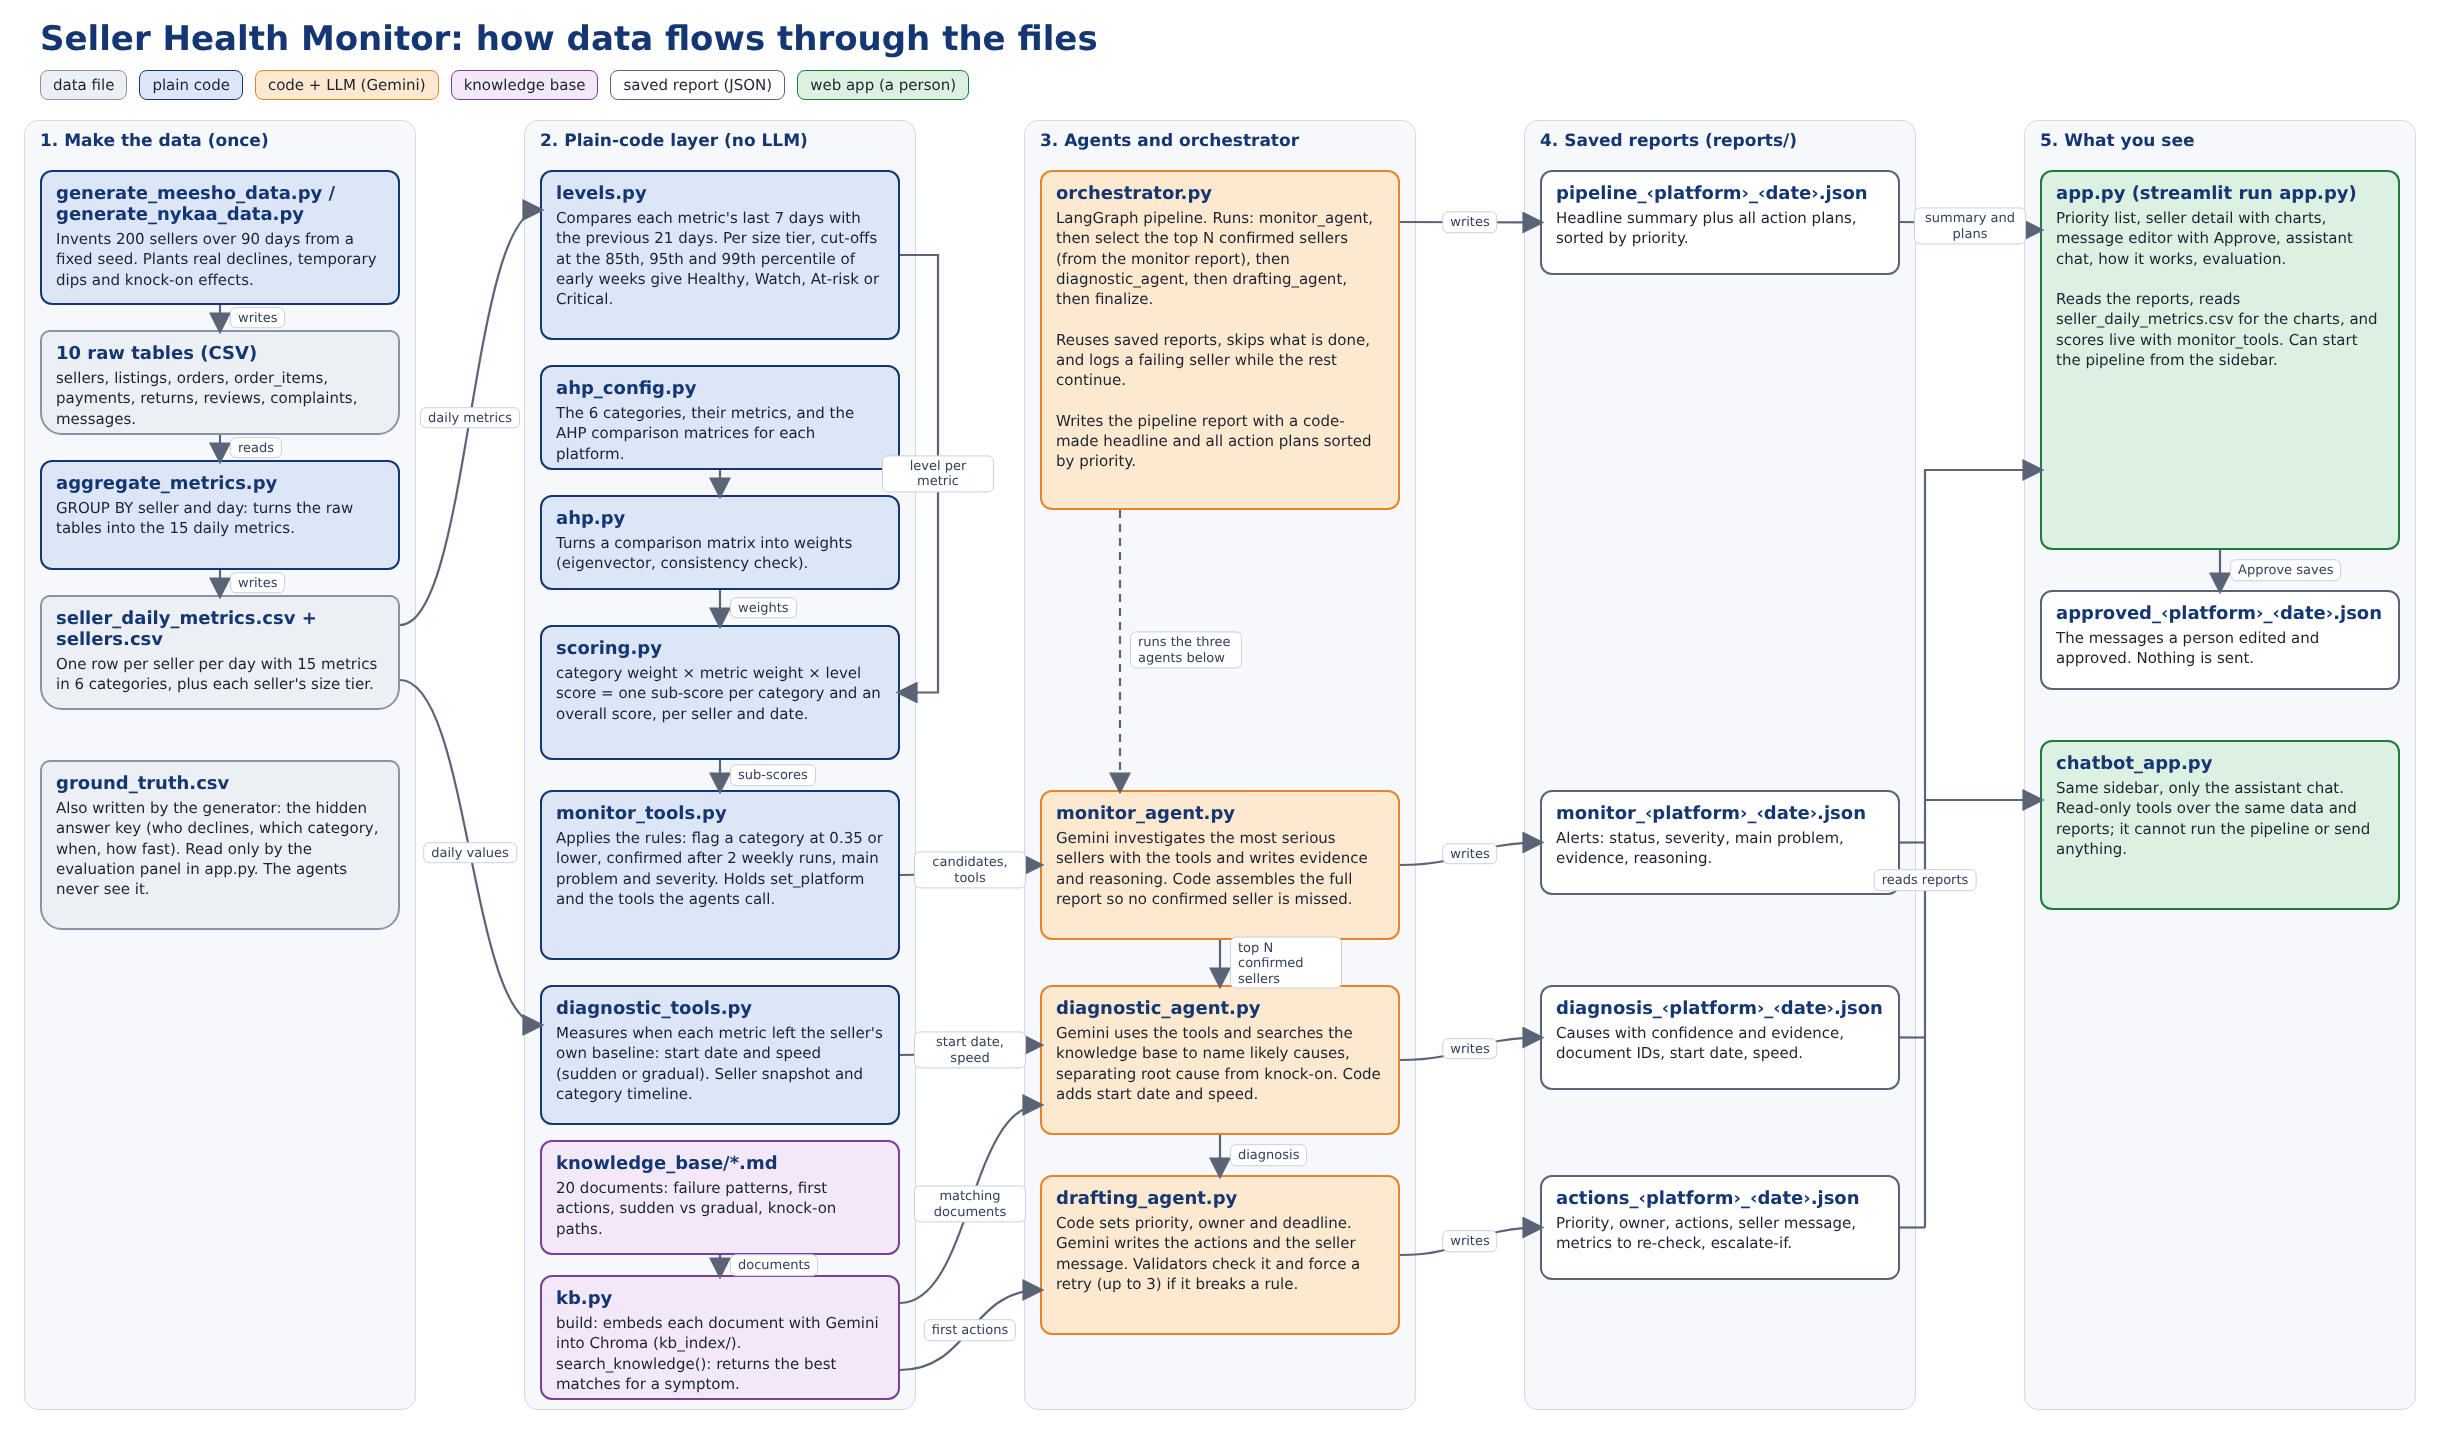 Seller Health Monitor: how data flows through the files
data file
plain code
code + LLM (Gemini)
knowledge base
saved report (JSON)
web app (a person)
1. Make the data (once)
generate_meesho_data.py /
generate_nykaa_data.py
Invents 200 sellers over 90 days from a
fixed seed. Plants real declines, temporary
dips and knock-on effects.
writes
10 raw tables (CSV)
sellers, listings, orders, order_items,
payments, returns, reviews, complaints,
messages.
reads
aggregate_metrics.py
GROUP BY seller and day: turns the raw
tables into the 15 daily metrics.
writes
seller_daily_metrics.csv +
sellers.csv
One row per seller per day with 15 metrics
in 6 categories, plus each seller's size tier.
ground_truth.csv
Also written by the generator: the hidden
answer key (who declines, which category,
when, how fast). Read only by the
evaluation panel in app.py. The agents
never see it.
daily metrics
daily values
2. Plain-code layer (no LLM)
levels.py
Compares each metric's last 7 days with
the previous 21 days. Per size tier, cut-offs
at the 85th, 95th and 99th percentile of
early weeks give Healthy, Watch, At-risk or
Critical.
ahp_config.py
The 6 categories, their metrics, and the
AHP comparison matrices for each
platform.
level per
metric
ahp.py
Turns a comparison matrix into weights
(eigenvector, consistency check).
weights
scoring.py
category weight × metric weight × level
score = one sub-score per category and an
overall score, per seller and date.
sub-scores
monitor_tools.py
Applies the rules: flag a category at 0.35 or
lower, confirmed after 2 weekly runs, main
problem and severity. Holds set_platform
and the tools the agents call.
diagnostic_tools.py
Measures when each metric left the seller's
own baseline: start date and speed
(sudden or gradual). Seller snapshot and
category timeline.
knowledge_base/*.md
20 documents: failure patterns, first
actions, sudden vs gradual, knock-on
paths.
documents
kb.py
build: embeds each document with Gemini
into Chroma (kb_index/).
search_knowledge(): returns the best
matches for a symptom.
candidates,
tools
start date,
speed
matching
documents
first actions
3. Agents and orchestrator
orchestrator.py
LangGraph pipeline. Runs: monitor_agent,
then select the top N confirmed sellers
(from the monitor report), then
diagnostic_agent, then drafting_agent,
then finalize.
Reuses saved reports, skips what is done,
and logs a failing seller while the rest
continue.
Writes the pipeline report with a code-
made headline and all action plans sorted
by priority.
runs the three
agents below
monitor_agent.py
Gemini investigates the most serious
sellers with the tools and writes evidence
and reasoning. Code assembles the full
report so no confirmed seller is missed.
top N
confirmed
sellers
diagnostic_agent.py
Gemini uses the tools and searches the
knowledge base to name likely causes,
separating root cause from knock-on. Code
adds start date and speed.
diagnosis
drafting_agent.py
Code sets priority, owner and deadline.
Gemini writes the actions and the seller
message. Validators check it and force a
retry (up to 3) if it breaks a rule.
writes
writes
writes
writes
4. Saved reports (reports/)
pipeline_‹platform›_‹date›.json
Headline summary plus all action plans,
sorted by priority.
monitor_‹platform›_‹date›.json
Alerts: status, severity, main problem,
evidence, reasoning.
diagnosis_‹platform›_‹date›.json
Causes with confidence and evidence,
document IDs, start date, speed.
actions_‹platform›_‹date›.json
Priority, owner, actions, seller message,
metrics to re-check, escalate-if.
summary and
plans
reads reports
5. What you see
app.py (streamlit run app.py)
Priority list, seller detail with charts,
message editor with Approve, assistant
chat, how it works, evaluation.
Reads the reports, reads
seller_daily_metrics.csv for the charts, and
scores live with monitor_tools. Can start
the pipeline from the sidebar.
Approve saves
approved_‹platform›_‹date›.json
The messages a person edited and
approved. Nothing is sent.
chatbot_app.py
Same sidebar, only the assistant chat.
Read-only tools over the same data and
reports; it cannot run the pipeline or send
anything.